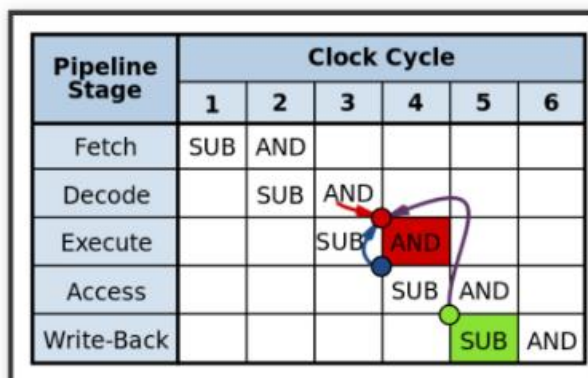 Pipeline Stage Clock Cycle
1 2 3 4 5 6
Fetch SUB AND
Decode SUB AND
Execute SUB AND
Access SUB AND
Write-Back SUB AND